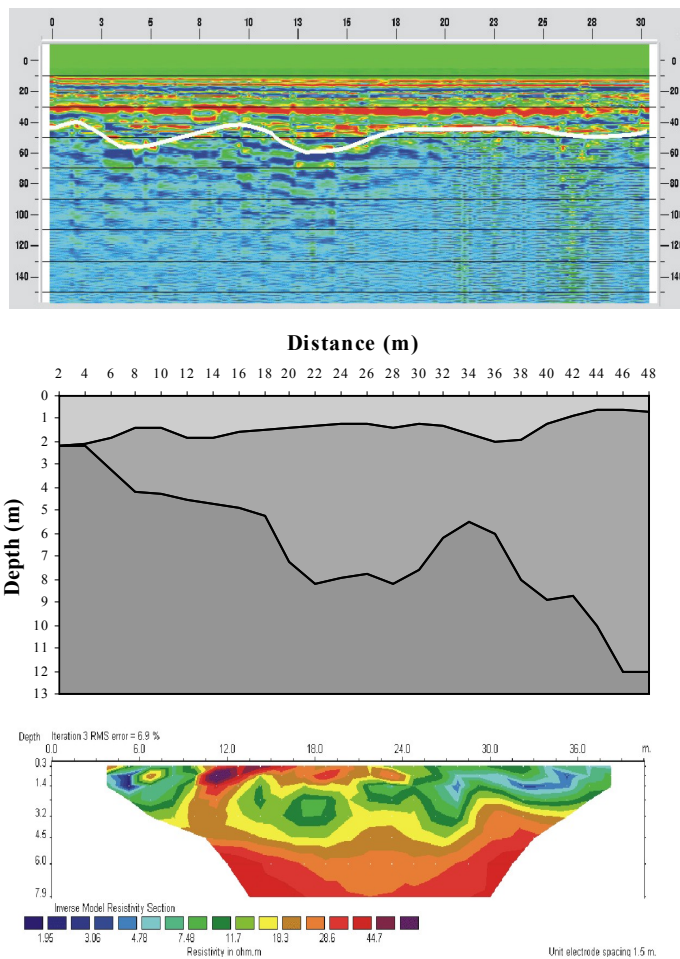 0 3 5 8 10 13 15 18 20 23 25 28 30
0 0
20 20
40 40
60 60
80 80
100 100
120 120
140 140
Distance (m)
2 4 6 8 10 12 14 16 18 20 22 24 26 28 30 32 34 36 38 40 42 44 46 48
0
1
2
3
4
5
6
7
8
9
10
11
12
13
Depth (m)
Depth Iteration 3 RMS error = 6.9 %
0.0 6.0 12.0 18.0 24.0 30.0 36.0 m.
0.3
1.4
3.2
4.5
6.0
7.9
Inverse Model Resistivity Section
1.95 3.06 4.78 7.48 11.7 18.3 28.6 44.7
Resistivity in ohm.m
Unit electrode spacing 1.5 m.